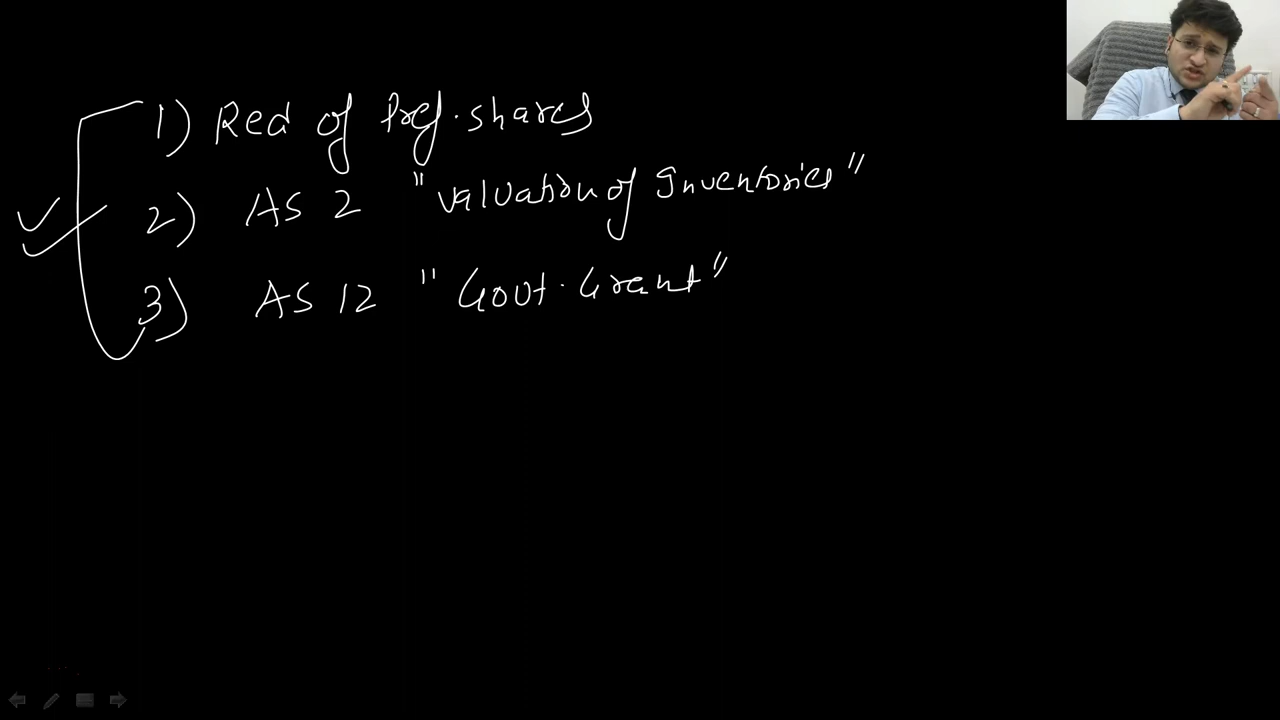 1) Red of Pref. shares
2) AS 2 "Valuation of Inventories"
3) AS 12 "Govt. Grant"